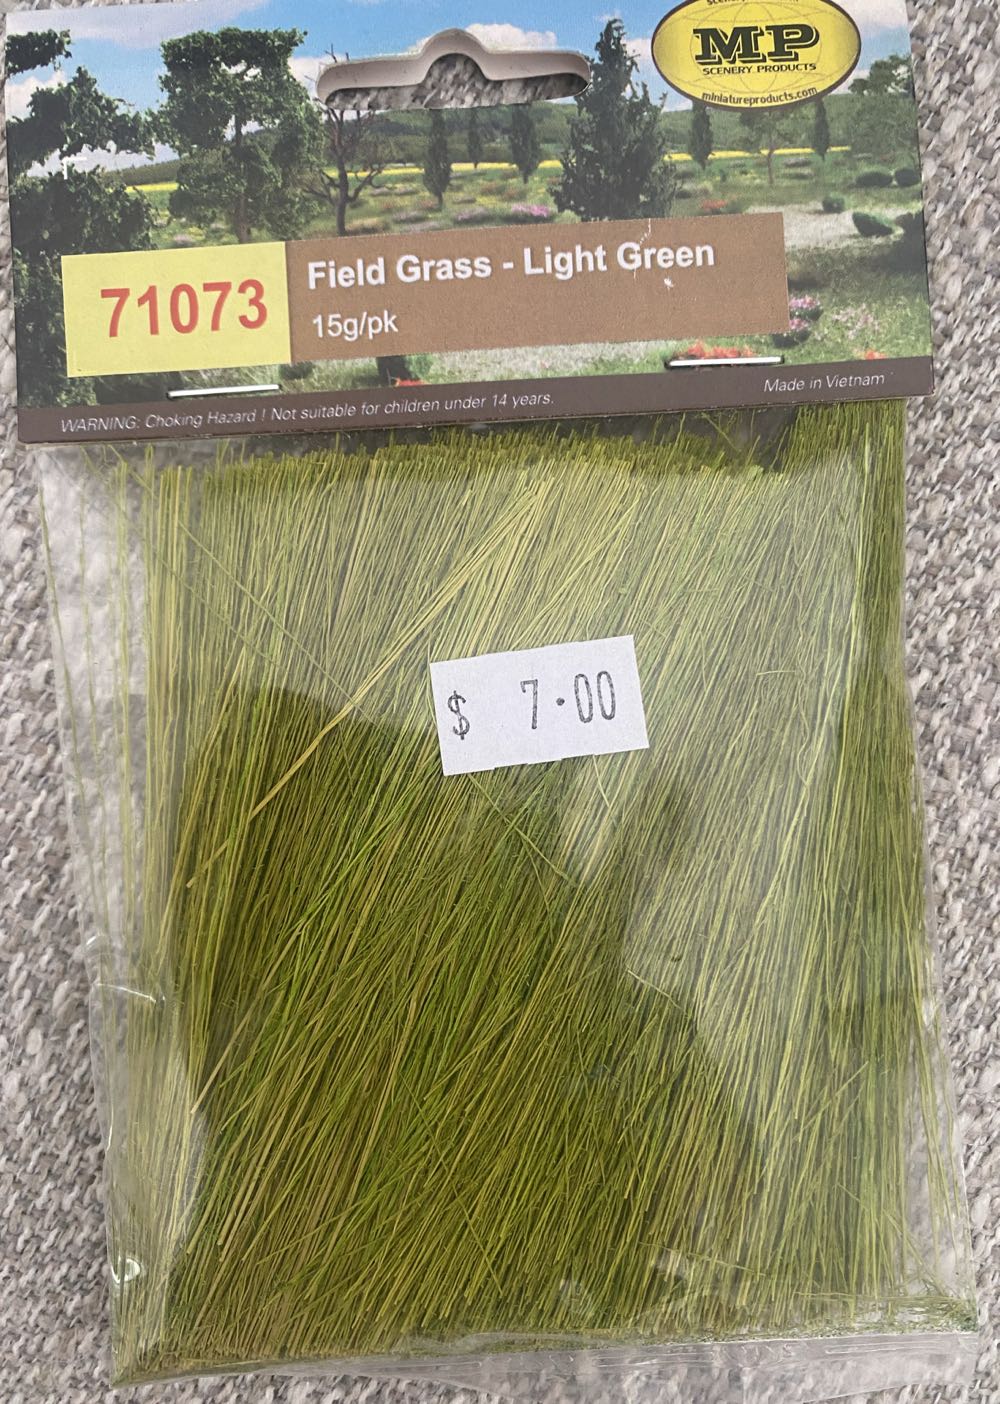 MP
SCENERY PRODUCTS
miniatureproducts.com
71073
Field Grass - Light Green
15g/pk
WARNING: Choking Hazard ! Not suitable for children under 14 years.
Made in Vietnam
$ 7.00